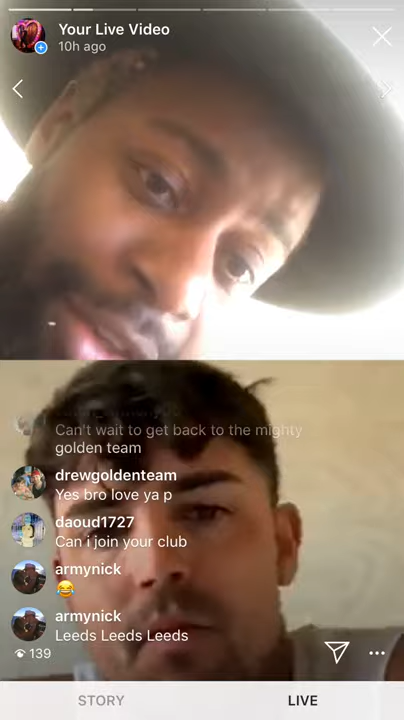 Your Live Video
10h ago
Can't wait to get back to the mighty
golden team
drewgoldenteam
Yes bro love ya p
daoud1727
Can i join your club
armynick
😂
armynick
Leeds Leeds Leeds
139
STORY
LIVE